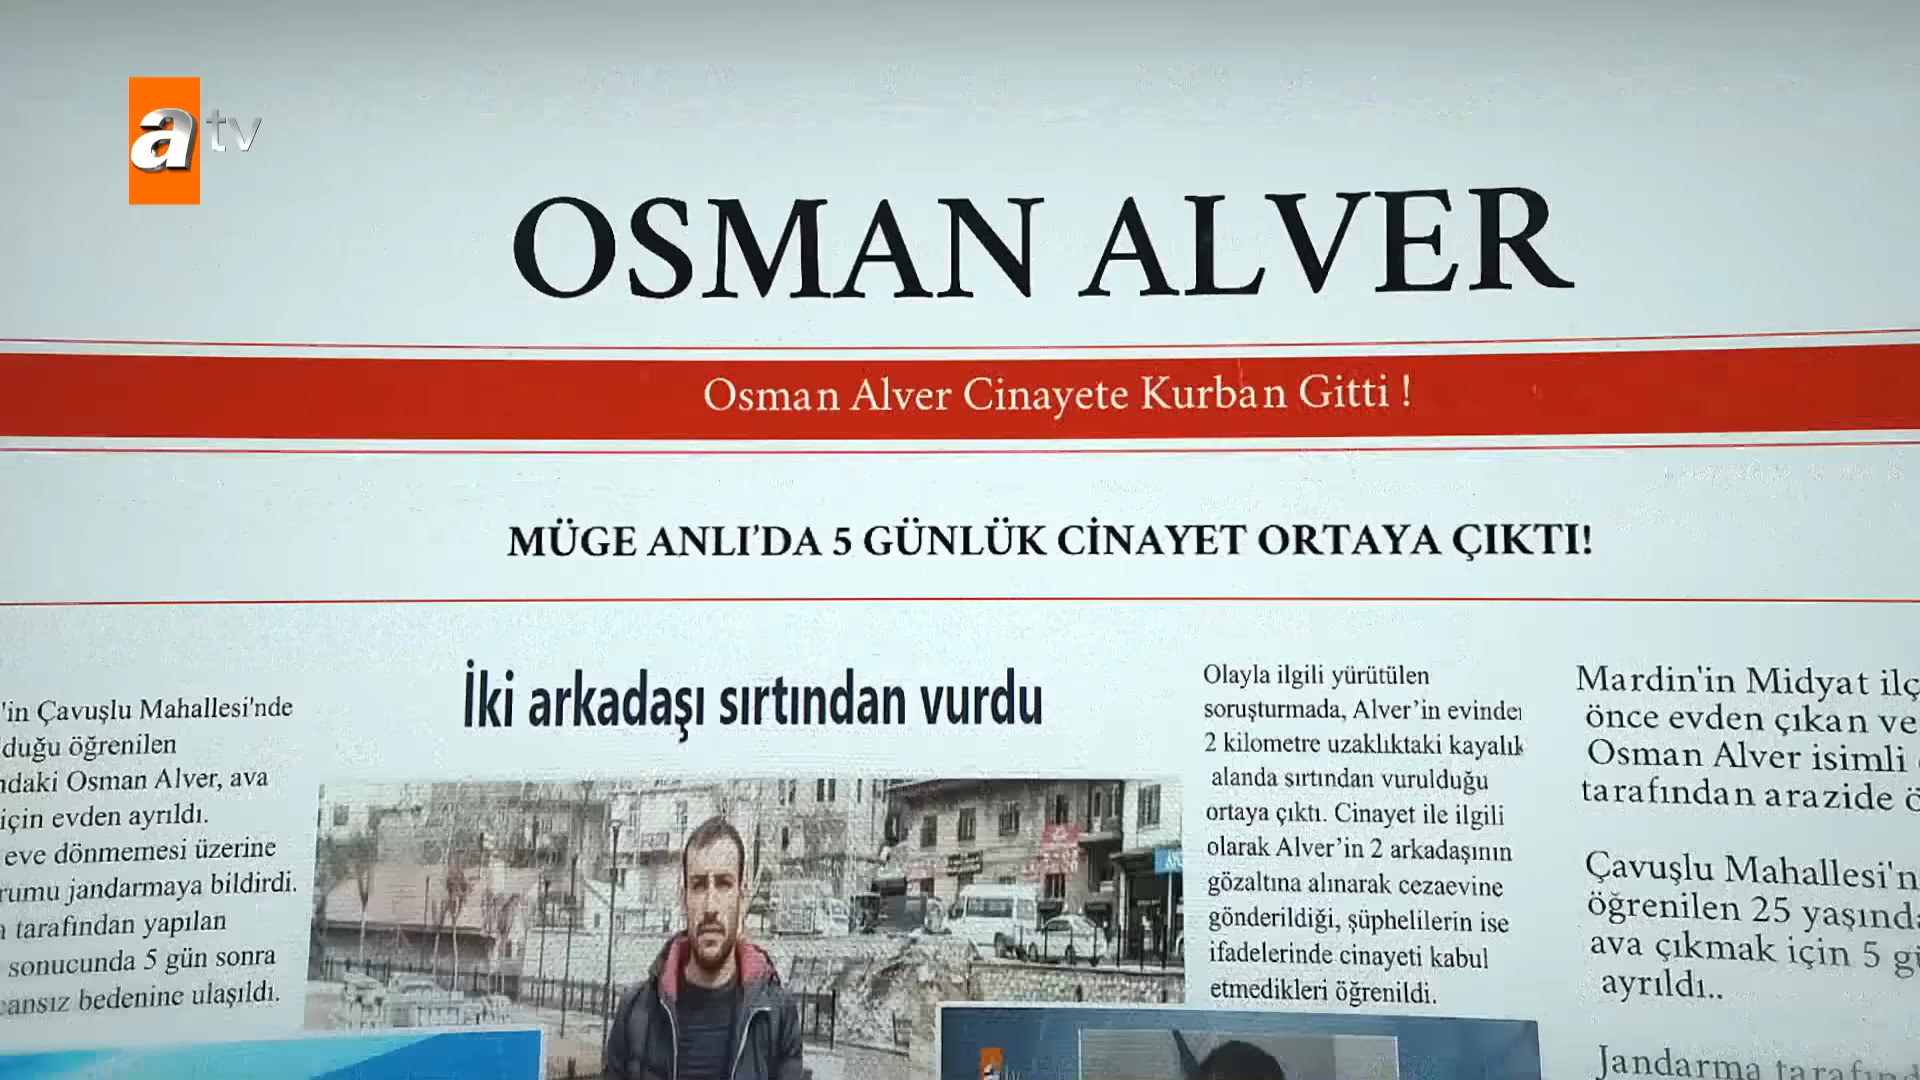 atv
OSMAN ALVER
Osman Alver Cinayete Kurban Gitti !
MÜGE ANLI'DA 5 GÜNLÜK CİNAYET ORTAYA ÇIKTI!
'in Çavuşlu Mahallesi'nde
duğu öğrenilen
ndaki Osman Alver, ava
için evden ayrıldı.
eve dönmemesi üzerine
rumu jandarmaya bildirdi.
tarafından yapılan
sonucunda 5 gün sonra
cansız bedenine ulaşıldı.
İki arkadaşı sırtından vurdu
Olayla ilgili yürütülen
soruşturmada, Alver'in evinden
2 kilometre uzaklıktaki kayalık
alanda sırtından vurulduğu
ortaya çıktı. Cinayet ile ilgili
olarak Alver'in 2 arkadaşının
gözaltına alınarak cezaevine
gönderildiği, şüphelilerin ise
ifadelerinde cinayeti kabul
etmedikleri öğrenildi.
Mardin'in Midyat ilç
önce evden çıkan ve
Osman Alver isimli
tarafından arazide ö
Çavuşlu Mahallesi'n
öğrenilen 25 yaşında
ava çıkmak için 5 gü
ayrıldı..
Jandarma tarafınd